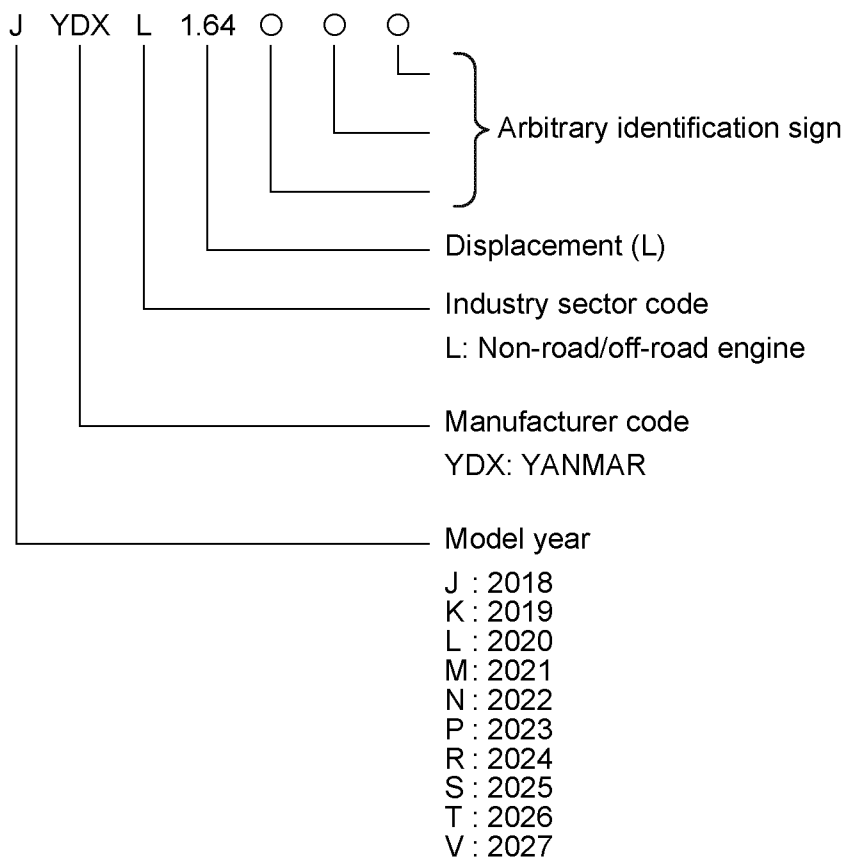 J YDX L 1.64 ○ ○ ○
Arbitrary identification sign
Displacement (L)
Industry sector code
L: Non-road/off-road engine
Manufacturer code
YDX: YANMAR
Model year
J : 2018
K : 2019
L : 2020
M : 2021
N : 2022
P : 2023
R : 2024
S : 2025
T : 2026
V : 2027